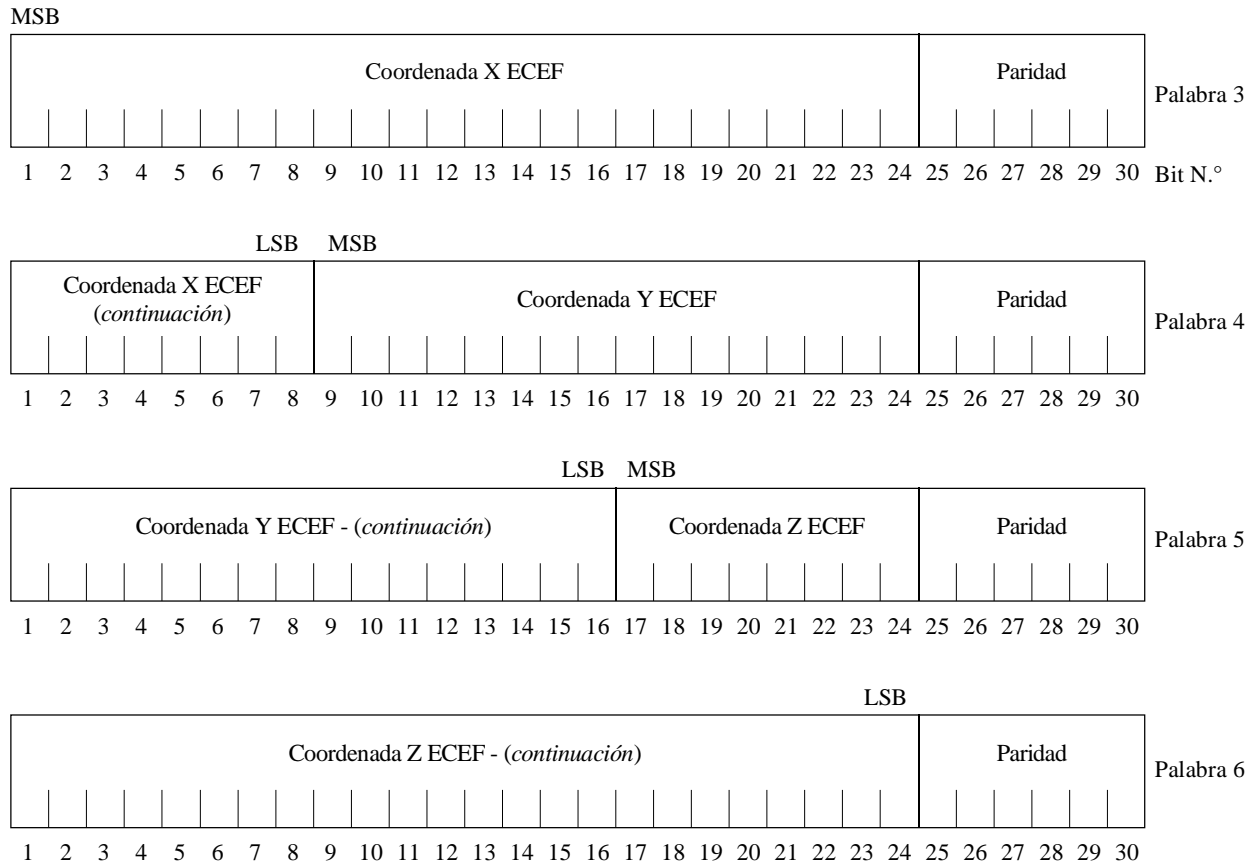 MSB
Coordenada X ECEF Paridad
Palabra 3
1 2 3 4 5 6 7 8 9 10 11 12 13 14 15 16 17 18 19 20 21 22 23 24 25 26 27 28 29 30 Bit N.°
LSB MSB
Coordenada X ECEF
(continuación)
Coordenada Y ECEF Paridad
Palabra 4
1 2 3 4 5 6 7 8 9 10 11 12 13 14 15 16 17 18 19 20 21 22 23 24 25 26 27 28 29 30
LSB MSB
Coordenada Y ECEF - (continuación) Coordenada Z ECEF Paridad
Palabra 5
1 2 3 4 5 6 7 8 9 10 11 12 13 14 15 16 17 18 19 20 21 22 23 24 25 26 27 28 29 30
LSB
Coordenada Z ECEF - (continuación) Paridad
Palabra 6
1 2 3 4 5 6 7 8 9 10 11 12 13 14 15 16 17 18 19 20 21 22 23 24 25 26 27 28 29 30